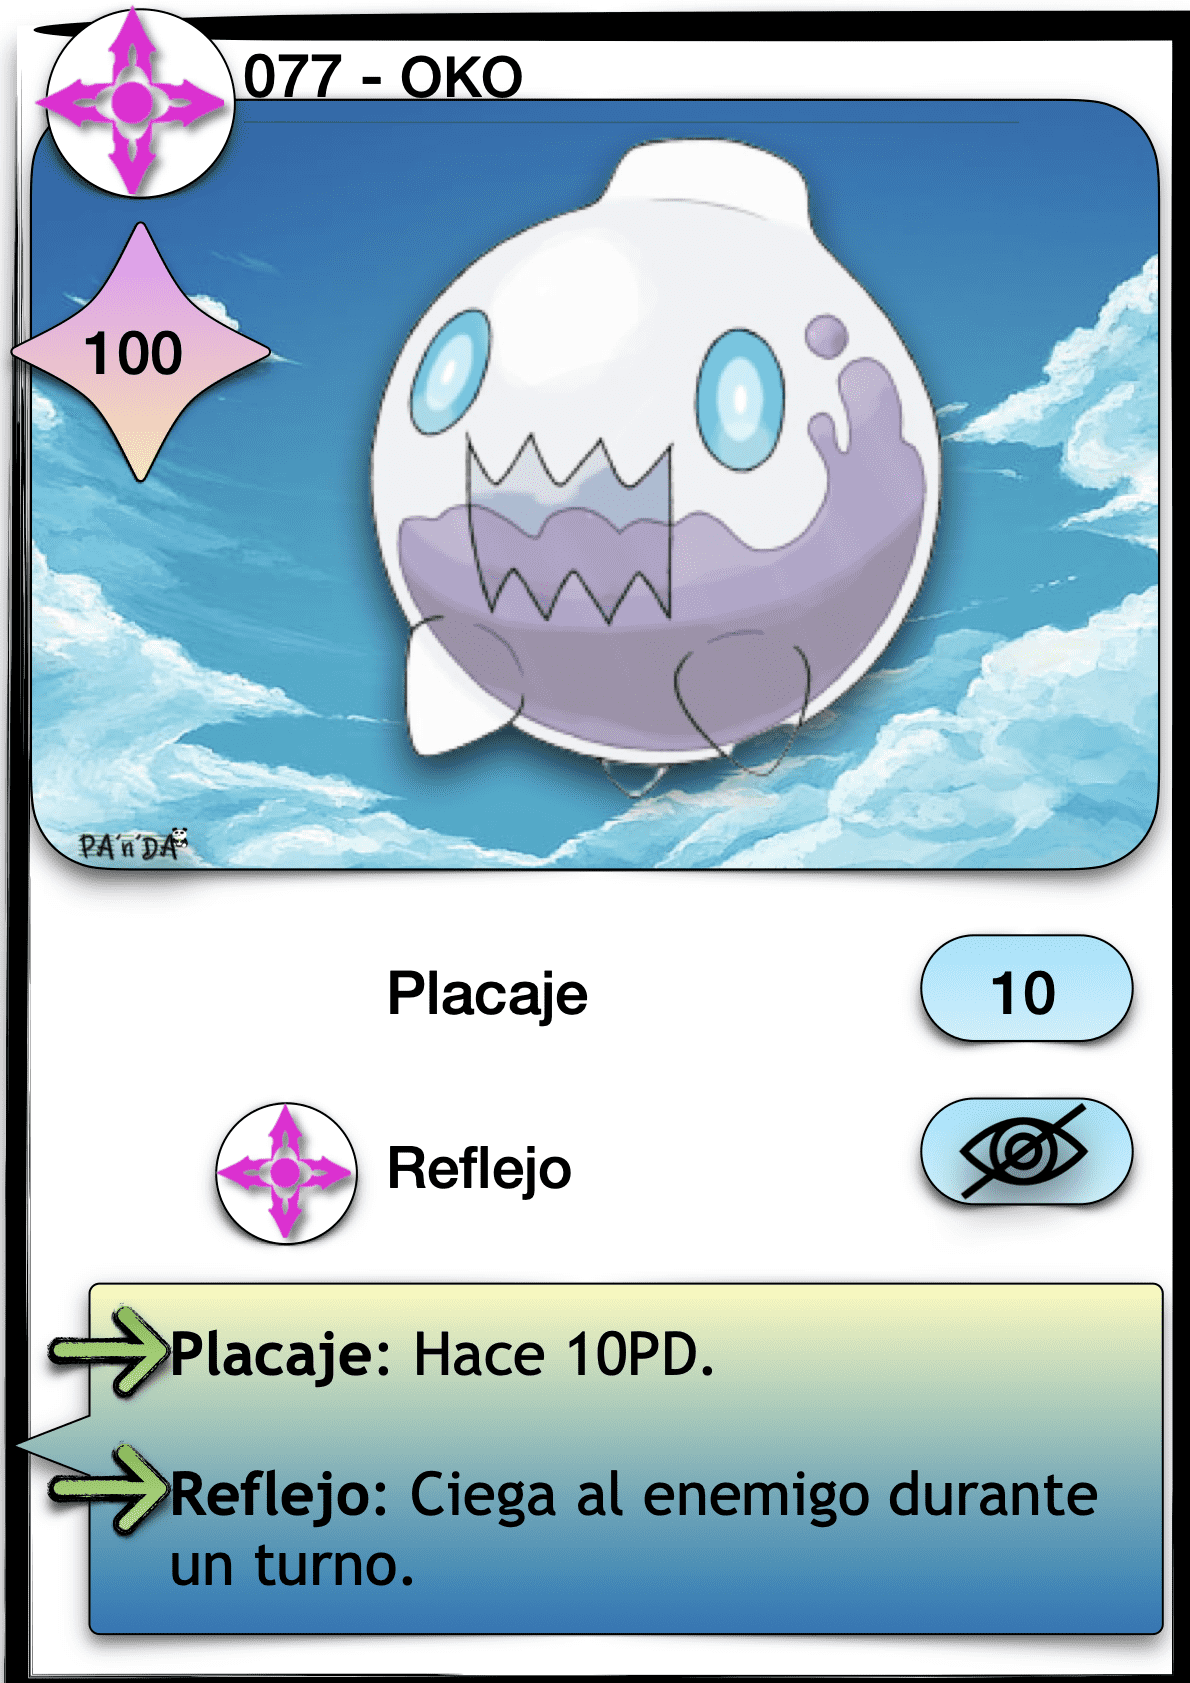 077 - OKO
100
PA'n'DA
Placaje
10
Reflejo
Placaje: Hace 10PD.
Reflejo: Ciega al enemigo durante
un turno.